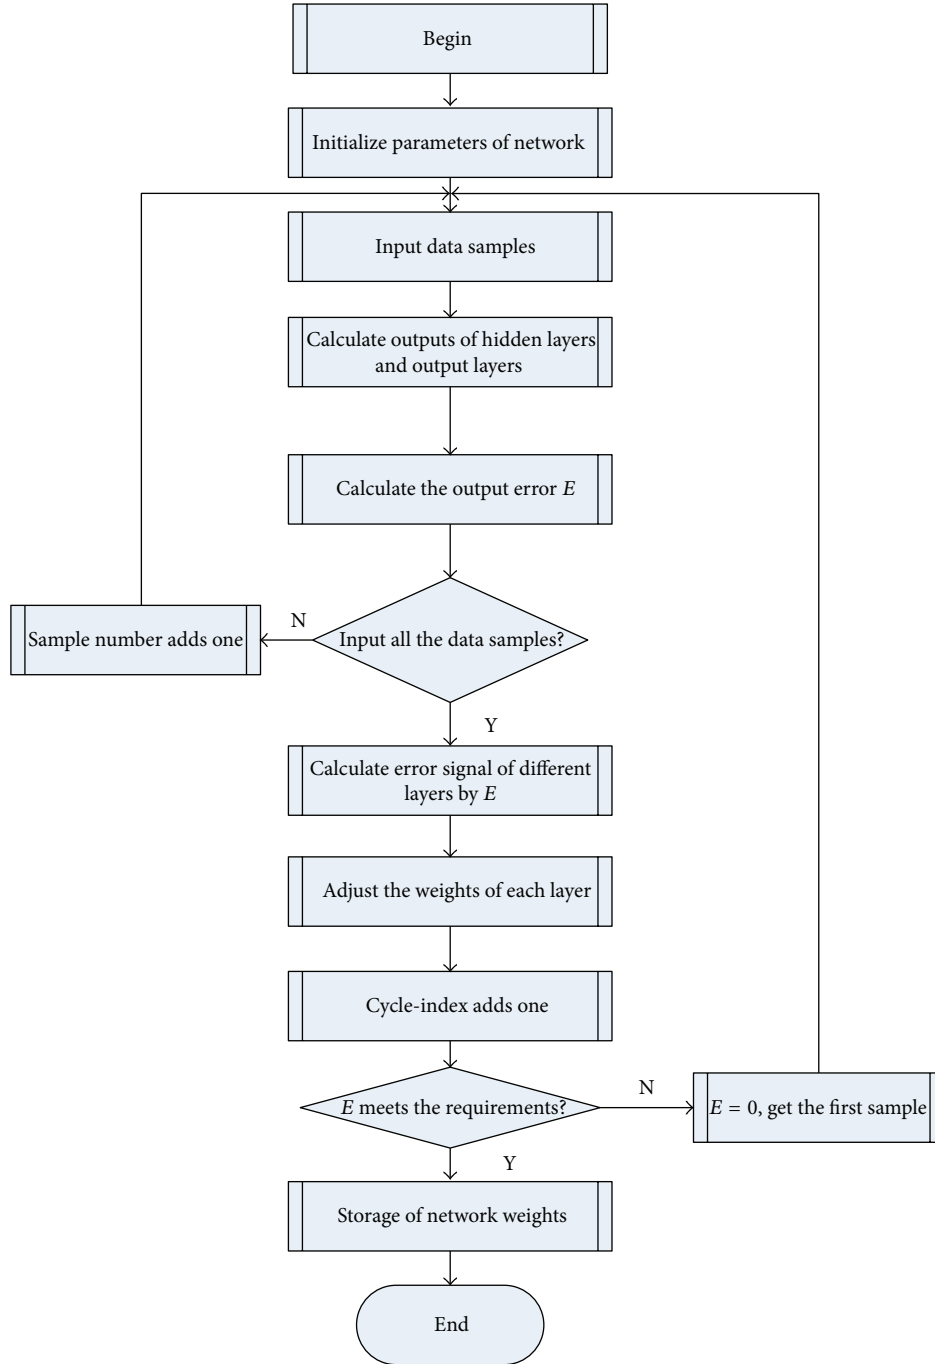 Begin
Initialize parameters of network
Input data samples
Calculate outputs of hidden layers
and output layers
Calculate the output error E
N
Sample number adds one
Input all the data samples?
Y
Calculate error signal of different
layers by E
Adjust the weights of each layer
Cycle-index adds one
E meets the requirements?
N
E = 0, get the first sample
Y
Storage of network weights
End